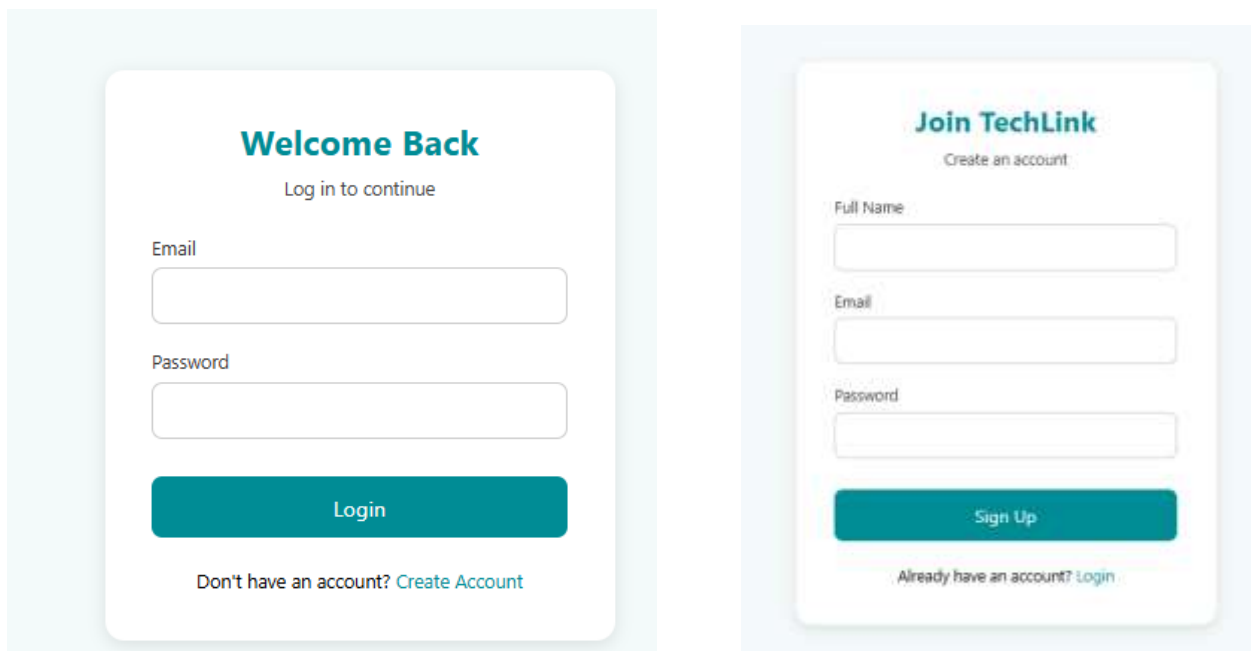 Welcome Back
Log in to continue
Email
Password
Login
Don't have an account? Create Account
Join TechLink
Create an account
Full Name
Email
Password
Sign Up
Already have an account? Login